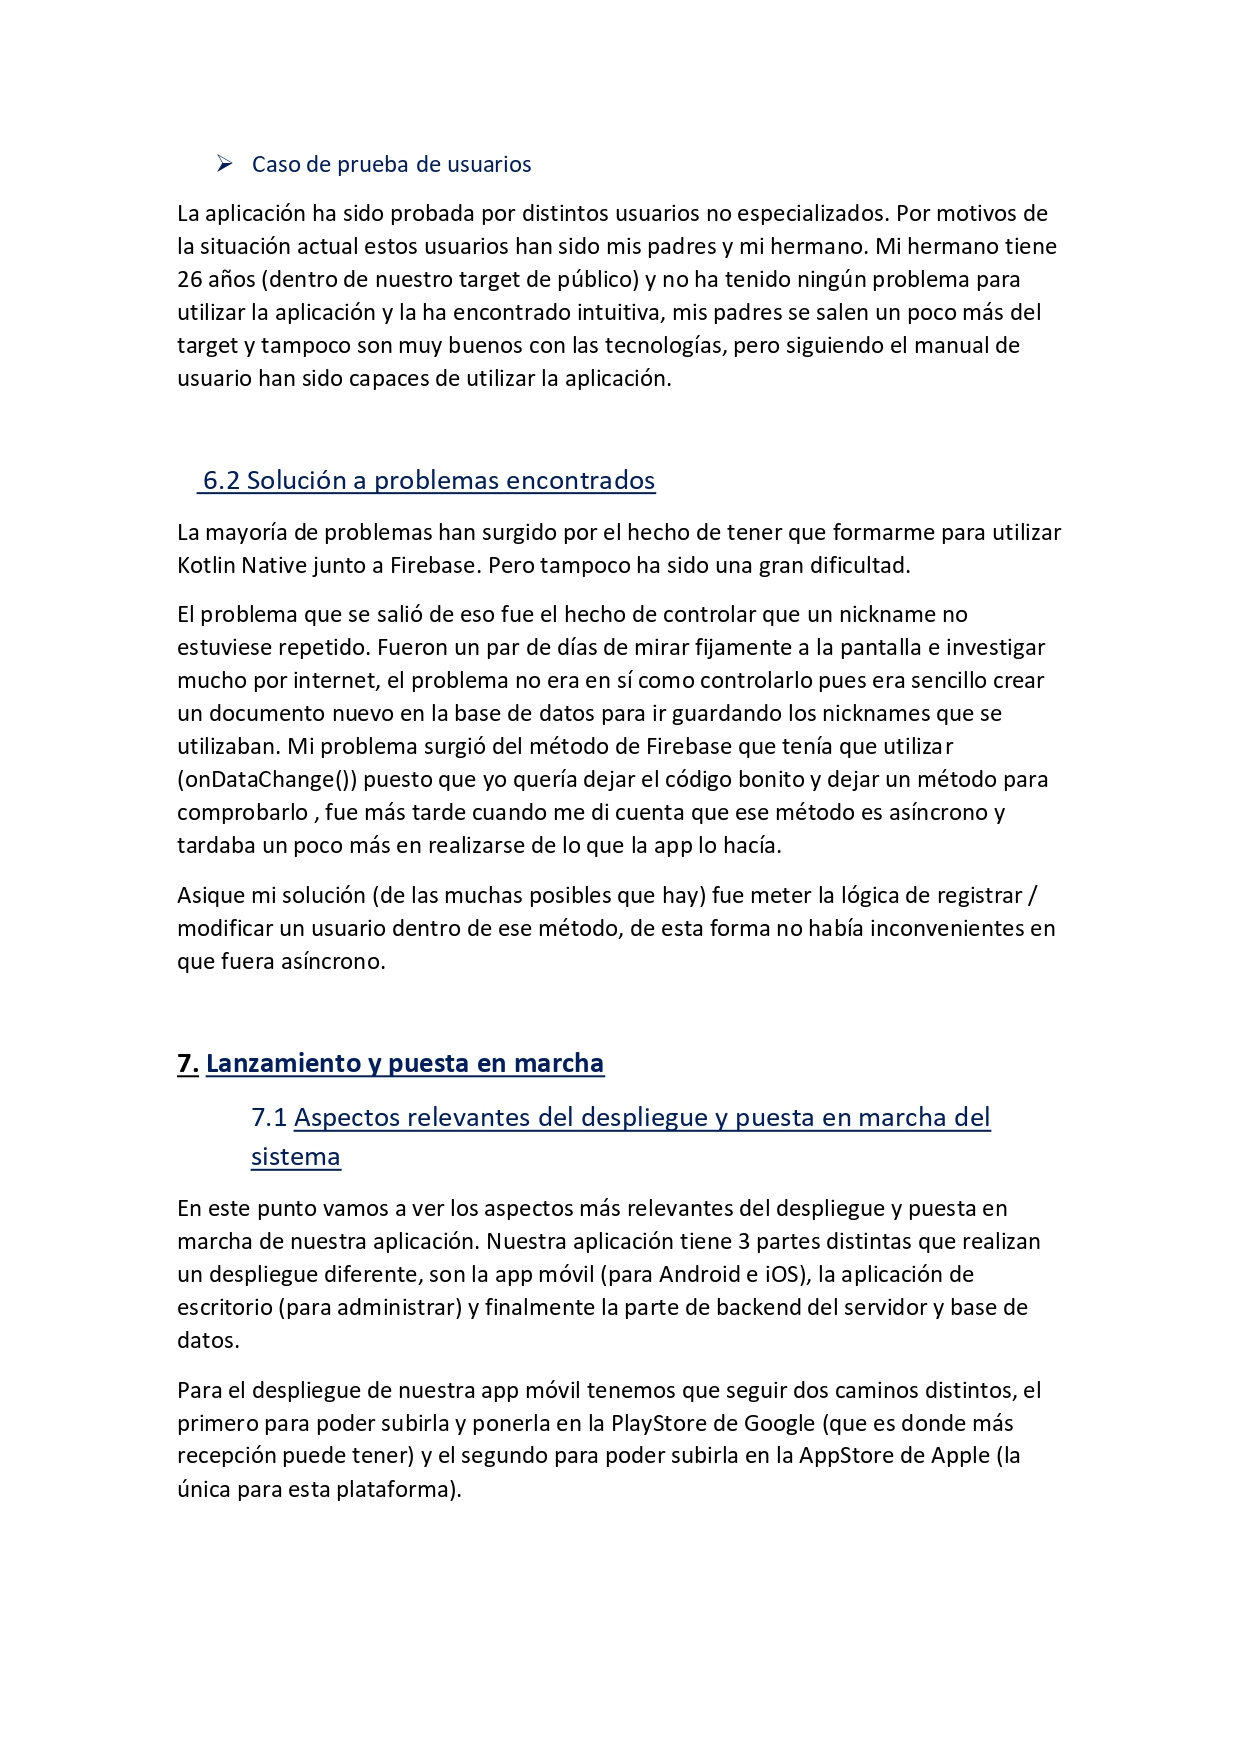 ➢ Caso de prueba de usuarios
La aplicación ha sido probada por distintos usuarios no especializados. Por motivos de
la situación actual estos usuarios han sido mis padres y mi hermano. Mi hermano tiene
26 años (dentro de nuestro target de público) y no ha tenido ningún problema para
utilizar la aplicación y la ha encontrado intuitiva, mis padres se salen un poco más del
target y tampoco son muy buenos con las tecnologías, pero siguiendo el manual de
usuario han sido capaces de utilizar la aplicación.
6.2 Solución a problemas encontrados
La mayoría de problemas han surgido por el hecho de tener que formarme para utilizar
Kotlin Native junto a Firebase. Pero tampoco ha sido una gran dificultad.
El problema que se salió de eso fue el hecho de controlar que un nickname no
estuviese repetido. Fueron un par de días de mirar fijamente a la pantalla e investigar
mucho por internet, el problema no era en sí como controlarlo pues era sencillo crear
un documento nuevo en la base de datos para ir guardando los nicknames que se
utilizaban. Mi problema surgió del método de Firebase que tenía que utilizar
(onDataChange()) puesto que yo quería dejar el código bonito y dejar un método para
comprobarlo , fue más tarde cuando me di cuenta que ese método es asíncrono y
tardaba un poco más en realizarse de lo que la app lo hacía.
Asique mi solución (de las muchas posibles que hay) fue meter la lógica de registrar /
modificar un usuario dentro de ese método, de esta forma no había inconvenientes en
que fuera asíncrono.
7. Lanzamiento y puesta en marcha
7.1 Aspectos relevantes del despliegue y puesta en marcha del
sistema
En este punto vamos a ver los aspectos más relevantes del despliegue y puesta en
marcha de nuestra aplicación. Nuestra aplicación tiene 3 partes distintas que realizan
un despliegue diferente, son la app móvil (para Android e iOS), la aplicación de
escritorio (para administrar) y finalmente la parte de backend del servidor y base de
datos.
Para el despliegue de nuestra app móvil tenemos que seguir dos caminos distintos, el
primero para poder subirla y ponerla en la PlayStore de Google (que es donde más
recepción puede tener) y el segundo para poder subirla en la AppStore de Apple (la
única para esta plataforma).